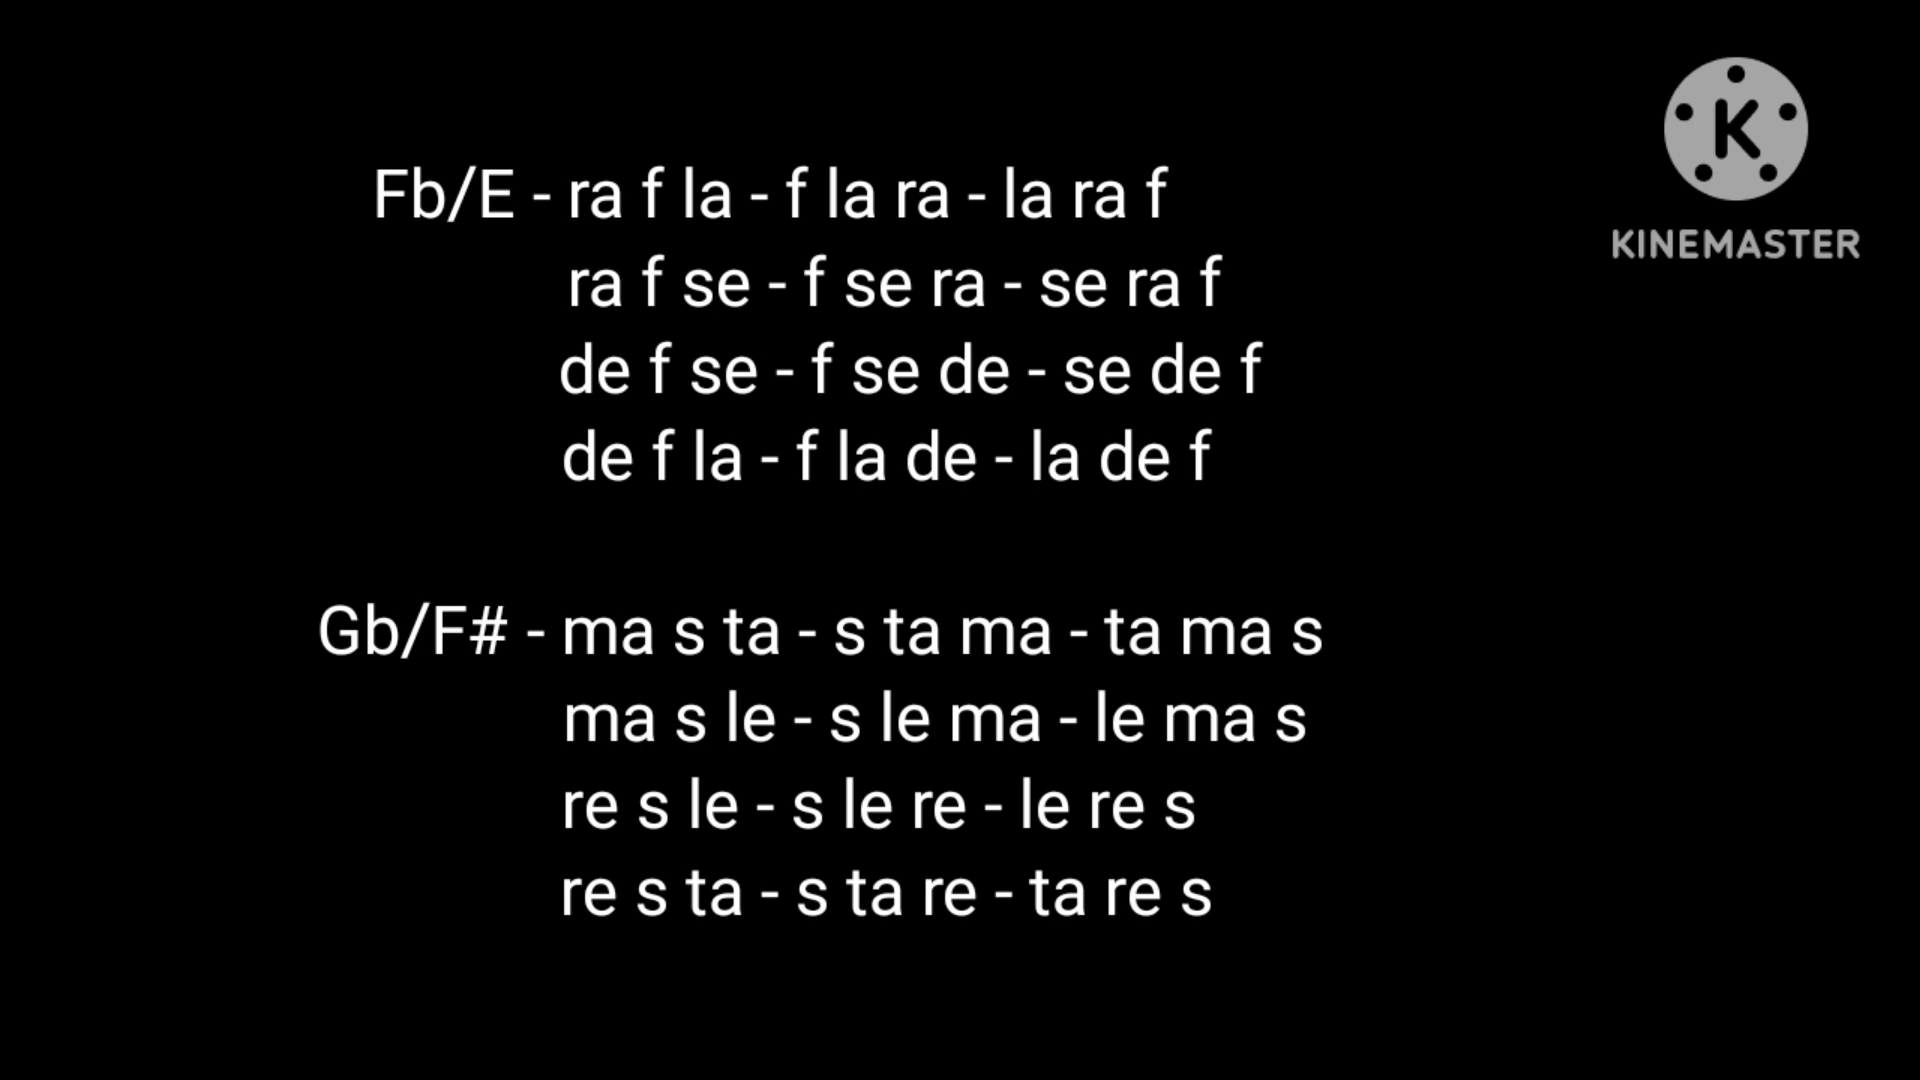 Fb/E - ra f la - f la ra - la ra f
ra f se - f se ra - se ra f
de f se - f se de - se de f
de f la - f la de - la de f
Gb/F# - ma s ta - s ta ma - ta ma s
ma s le - s le ma - le ma s
re s le - s le re - le re s
re s ta - s ta re - ta re s
K
KINEMASTER